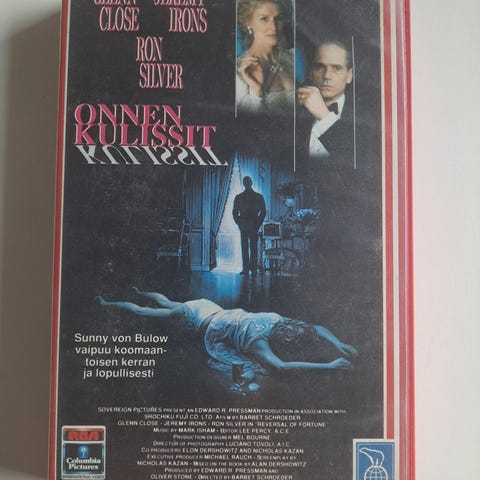 GLENN JEREMY
CLOSE IRONS
RON
SILVER
ONNEN
KULISSIT
KULISSIT
Sunny von Bülow
vaipuu koomaan-
toisen kerran
ja lopullisesti
SOVEREIGN PICTURES PRESENT AN EDWARD R. PRESSMAN PRODUCTION IN ASSOCIATION WITH
SHOCHIKU FUJI CO. LTD. A FILM BY BARBET SCHROEDER
GLENN CLOSE - JEREMY IRONS - RON SILVER IN "REVERSAL OF FORTUNE"
MUSIC BY MARK ISHAM - EDITOR LEE PERCY, A.C.E.
PRODUCTION DESIGNER MEL BOURNE
DIRECTOR OF PHOTOGRAPHY LUCIANO TOVOLI, A.I.C
CO PRODUCERS ELON DERSHOWITZ AND NICHOLAS KAZAN
EXECUTIVE PRODUCER MICHAEL RAUCH - SCREENPLAY BY
NICHOLAS KAZAN - BASED ON THE BOOK BY ALAN DERSHOWITZ
PRODUCED BY EDWARD R. PRESSMAN AND
OLIVER STONE - DIRECTED BY BARBET SCHROEDER
RCA
Columbia
Pictures
INTERNATIONAL VIDEO